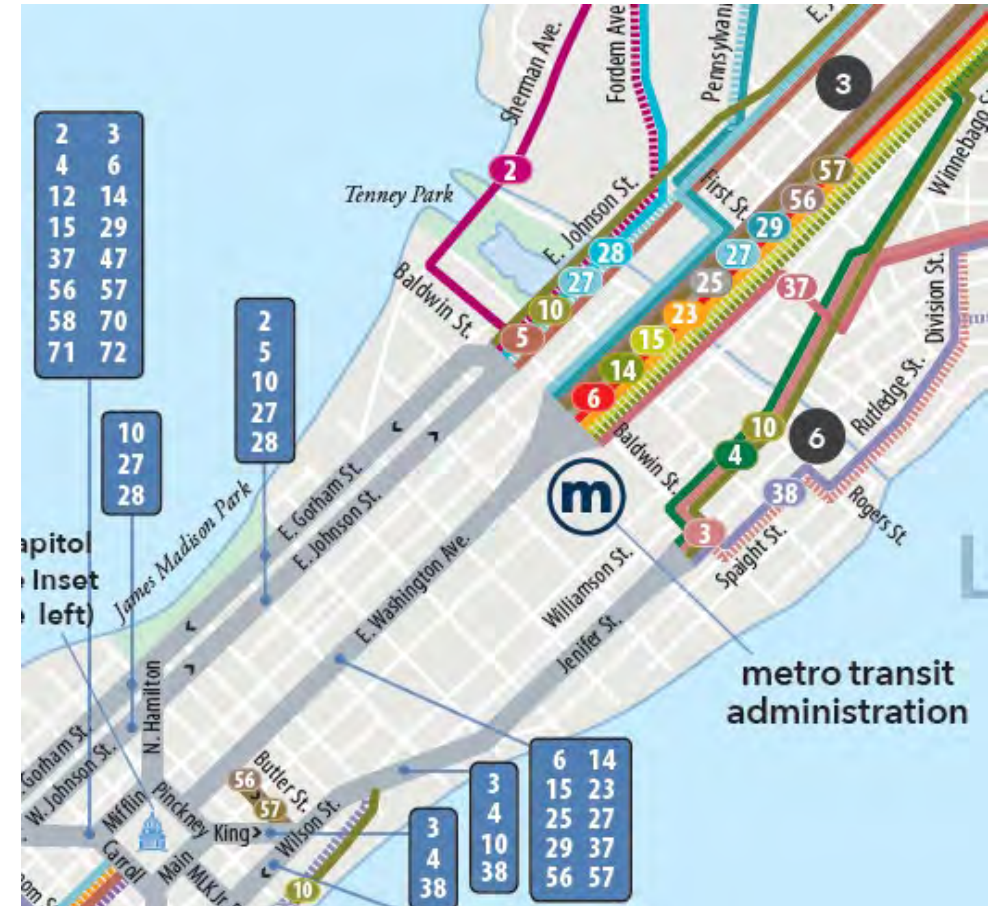 Sherman Ave.
Fordem Ave
Pennsylvani
E. J
3
2 3
4 6
12 14
15 29
37 47
56 57
58 70
71 72
2
Tenney Park
E. Johnson St.
First St.
57
56
29
27
25
23
15
14
6
28
27
10
5
Winnebago S
37
Division St.
Baldwin St.
2
5
10
27
28
10
27
28
Rutledge St.
10
6
4
Baldwin St.
38
Rogers St.
3
Spaight St.
m
E. Gorham St.
E. Johnson St.
James Madison Park
apitol
Inset
left)
E. Washington Ave.
Williamson St.
Jenifer St.
metro transit
administration
N. Hamilton
Gorham St.
W. Johnson St.
Mifflin
Pinckney
56
57
Butler St.
King
Wilson St.
Carroll
Main
MLK Jr.
10
3
4
38
3
4
10
38
6 14
15 23
25 27
29 37
56 57
L